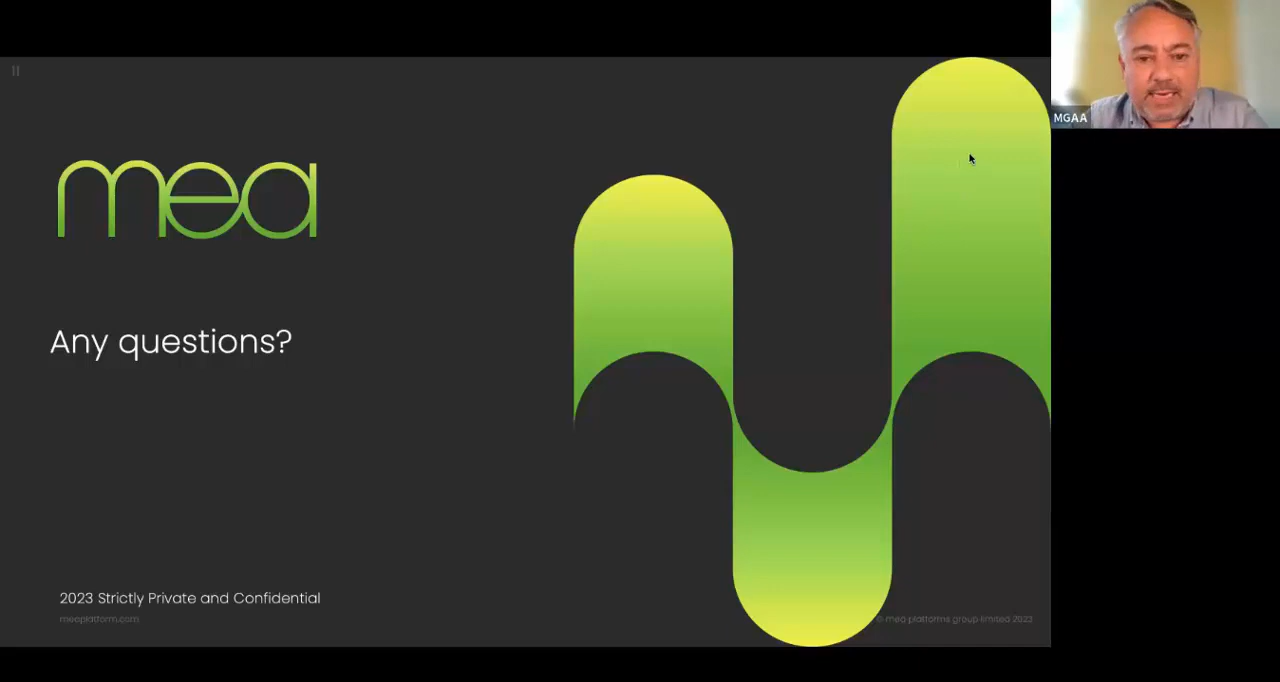 mea
Any questions?
2023 Strictly Private and Confidential
meaplatform.com
© mea platforms group limited 2023
MGAA